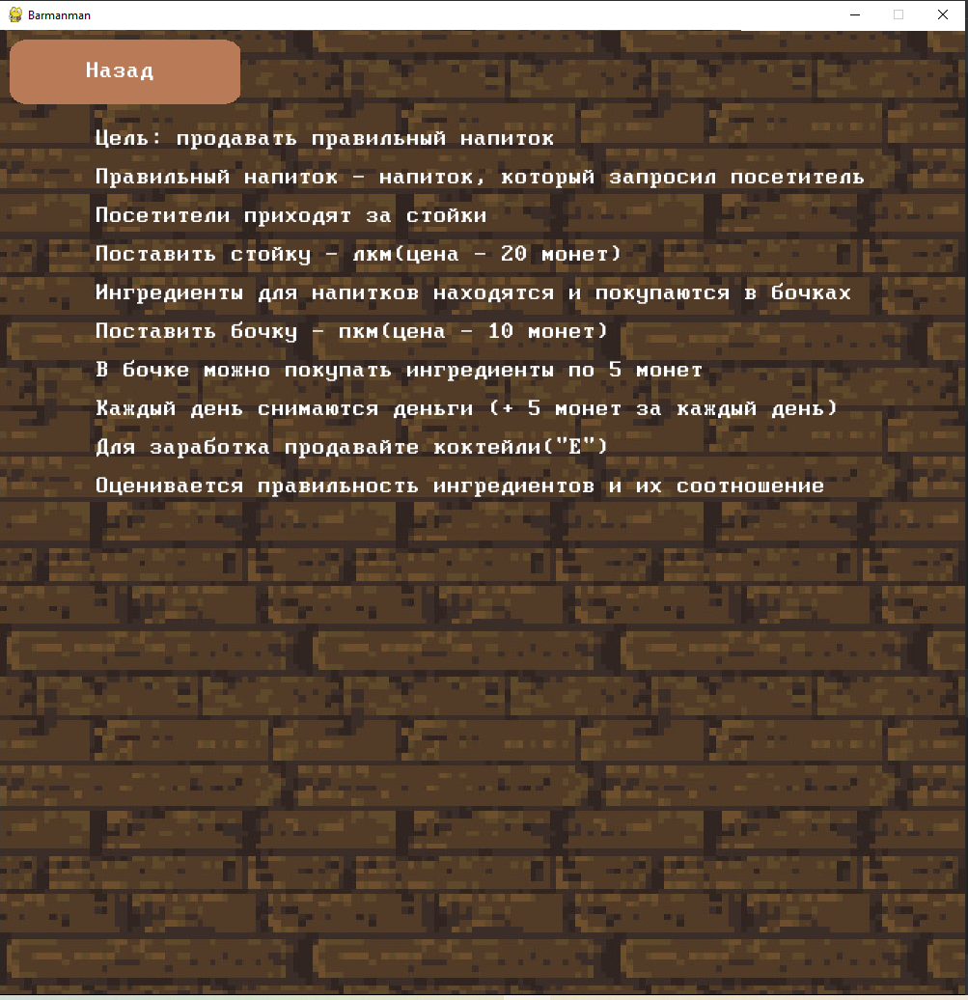 Barmanman
Назад
Цель: продавать правильный напиток
Правильный напиток - напиток, который запросил посетитель
Посетители приходят за стойки
Поставить стойку - лкм(цена - 20 монет)
Ингредиенты для напитков находятся и покупаются в бочках
Поставить бочку - пкм(цена - 10 монет)
В бочке можно покупать ингредиенты по 5 монет
Каждый день снимаются деньги (+ 5 монет за каждый день)
Для заработка продавайте коктейли("E")
Оценивается правильность ингредиентов и их соотношение